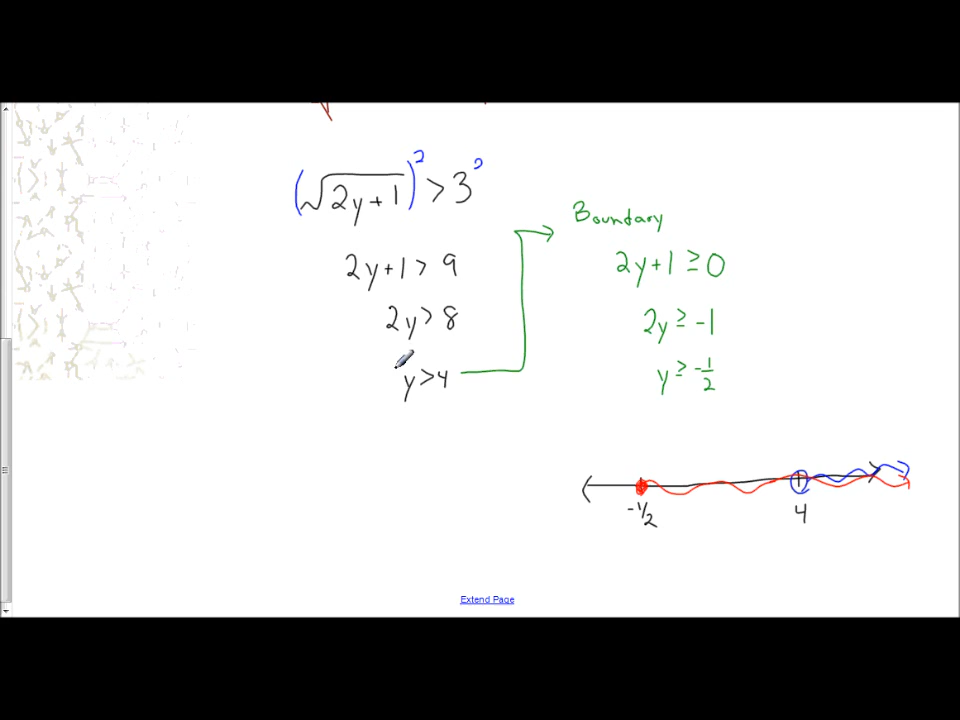 (√2y+1)² > 3²
2y+1 > 9
2y > 8
y > 4
Boundary
2y+1 ≥ 0
2y ≥ -1
y ≥ -1/2
-1/2
4
Extend Page